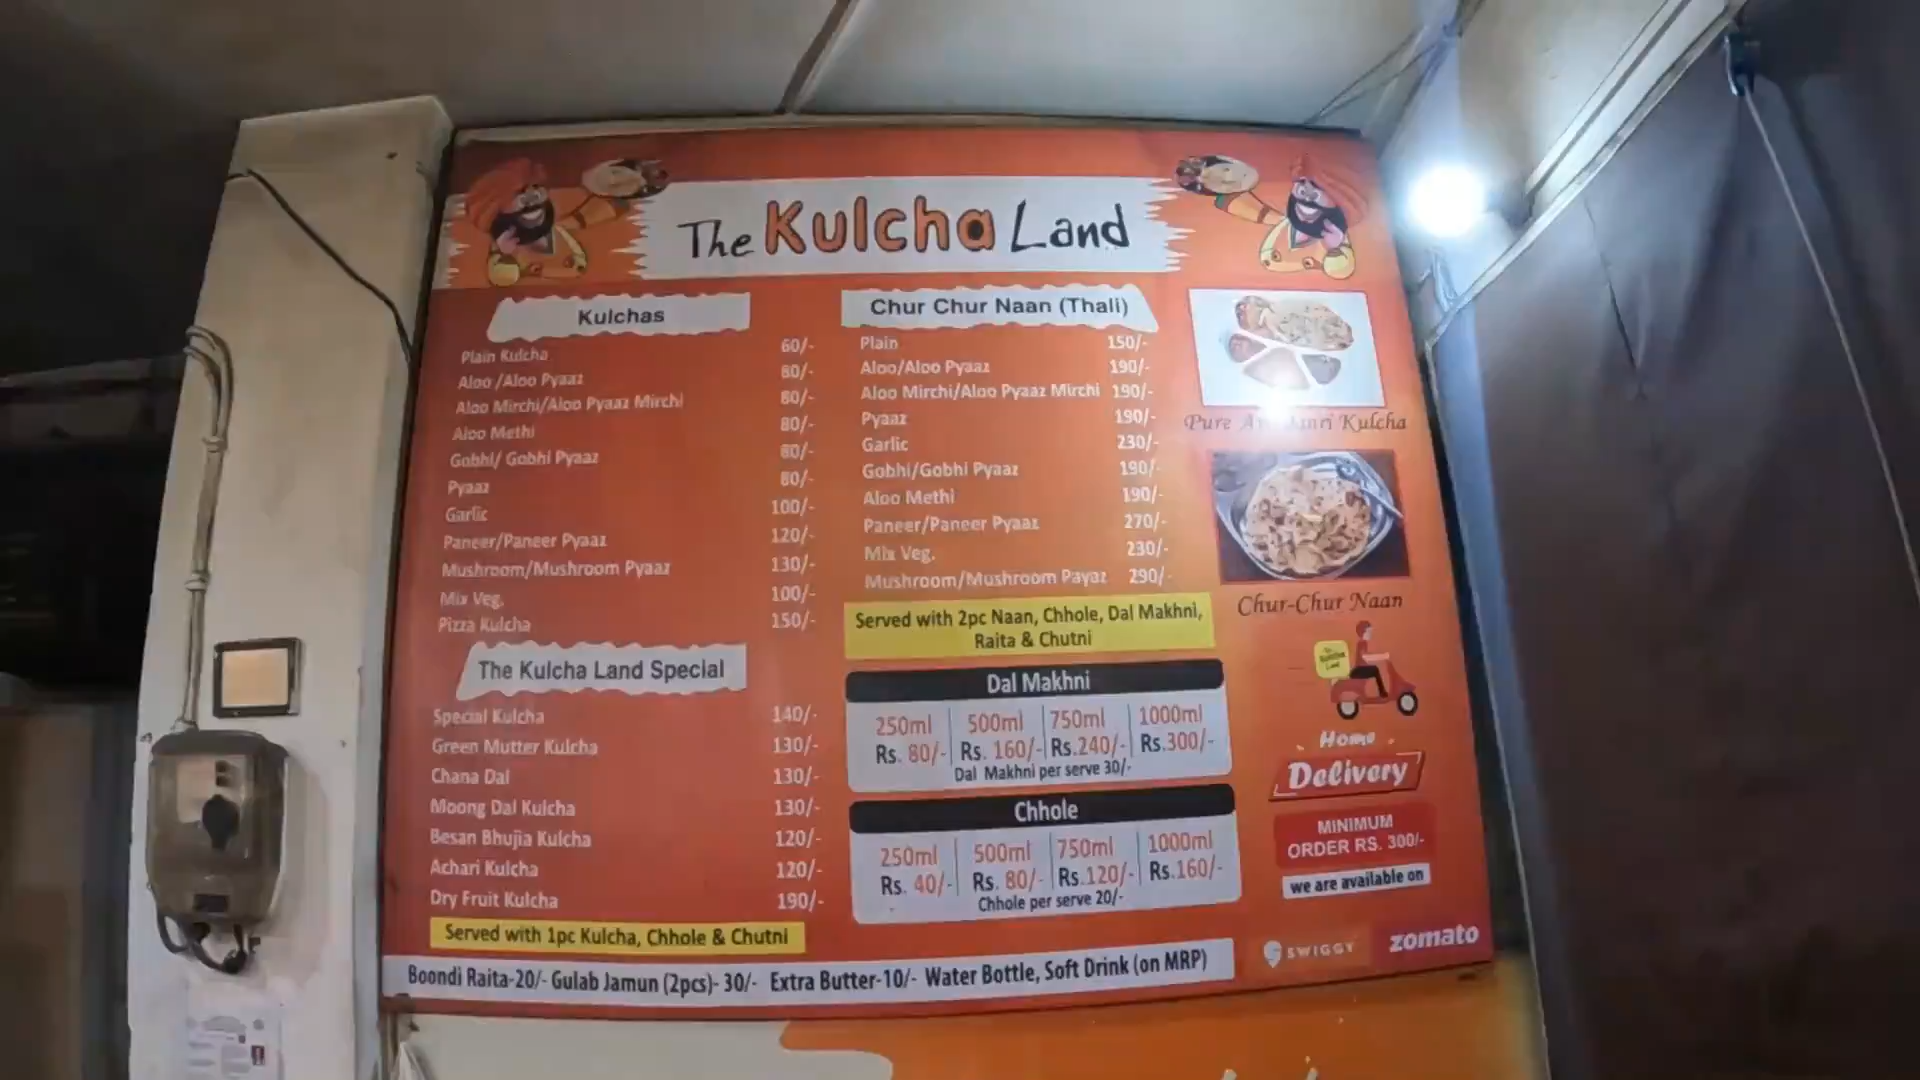 The Kulcha Land
Kulchas
Plain Kulcha 60/-
Aloo /Aloo Pyaaz 80/-
Aloo Mirchi/Aloo Pyaaz Mirchi 80/-
Aloo Methi 80/-
Gobhi/ Gobhi Pyaaz 80/-
Pyaaz 80/-
Garlic 100/-
Paneer/Paneer Pyaaz 120/-
Mushroom/Mushroom Pyaaz 130/-
Mix Veg. 100/-
Pizza Kulcha 150/-
The Kulcha Land Special
Special Kulcha 140/-
Green Mutter Kulcha 130/-
Chana Dal 130/-
Moong Dal Kulcha 130/-
Besan Bhujia Kulcha 120/-
Achari Kulcha 120/-
Dry Fruit Kulcha 190/-
Served with 1pc Kulcha, Chhole & Chutni
Chur Chur Naan (Thali)
Plain 150/-
Aloo/Aloo Pyaaz 190/-
Aloo Mirchi/Aloo Pyaaz Mirchi 190/-
Pyaaz 190/-
Garlic 230/-
Gobhi/Gobhi Pyaaz 190/-
Aloo Methi 190/-
Paneer/Paneer Pyaaz 270/-
Mix Veg. 230/-
Mushroom/Mushroom Payaz 290/-
Served with 2pc Naan, Chhole, Dal Makhni,
Raita & Chutni
Dal Makhni
250ml 500ml 750ml 1000ml
Rs. 80/- Rs. 160/- Rs.240/- Rs.300/-
Dal Makhni per serve 30/-
Chhole
250ml 500ml 750ml 1000ml
Rs. 40/- Rs. 80/- Rs.120/- Rs.160/-
Chhole per serve 20/-
Pure Kulcha
Chur-Chur Naan
Home
Delivery
MINIMUM
ORDER RS. 300/-
we are available on
SWIGGY zomato
Boondi Raita-20/- Gulab Jamun (2pcs)- 30/- Extra Butter-10/- Water Bottle, Soft Drink (on MRP)